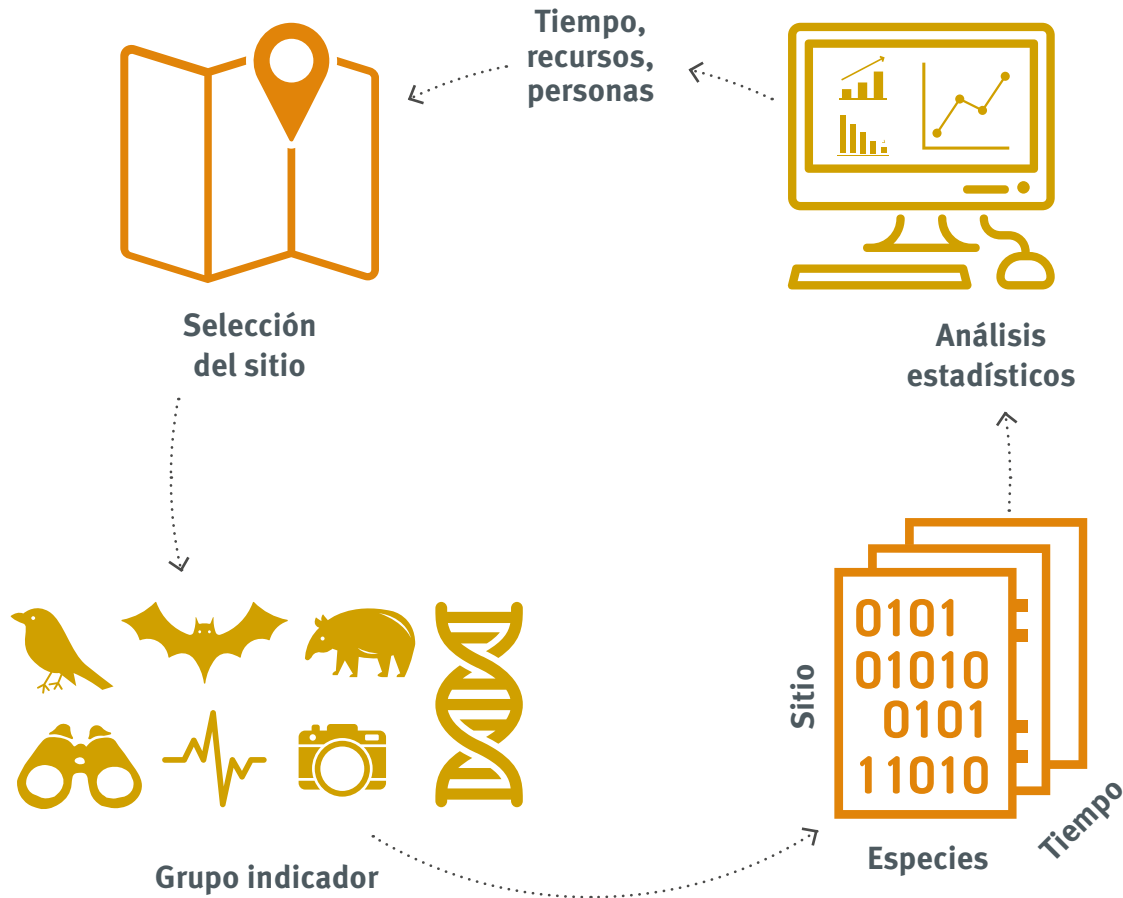 Tiempo,
recursos,
personas
Selección
del sitio
Análisis
estadísticos
0101
01010
0101
11010
Sitio
Especies
Tiempo
Grupo indicador